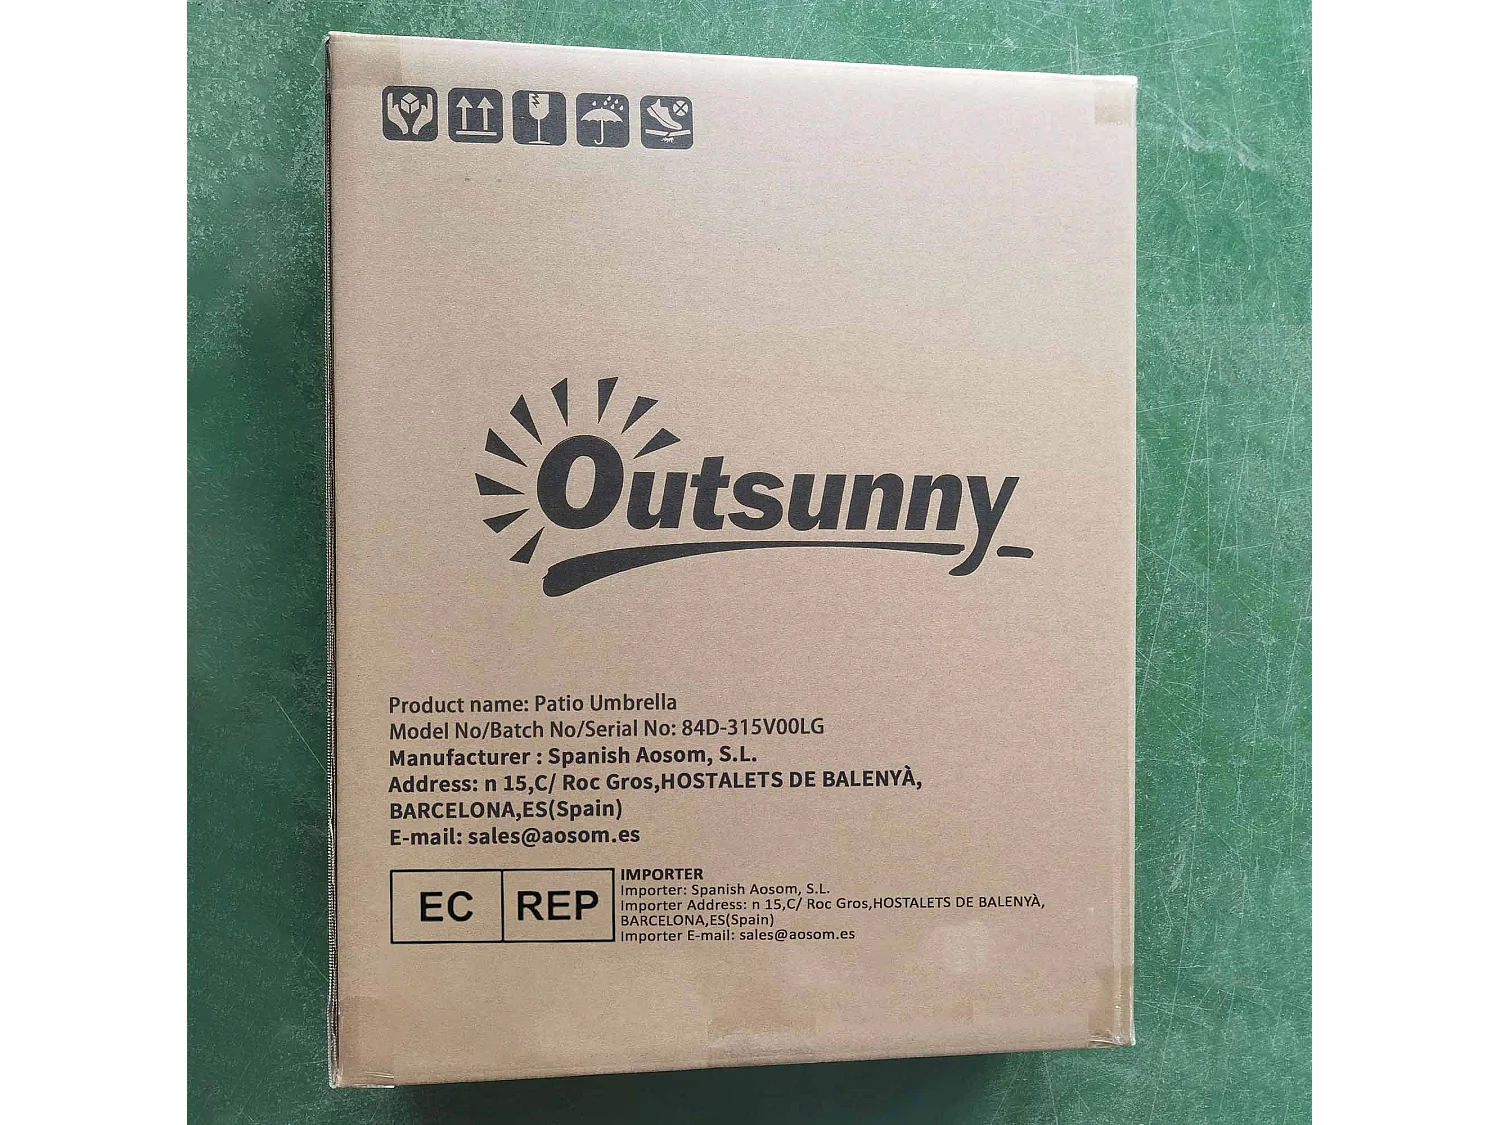 Outsunny
Product name: Patio Umbrella
Model No/Batch No/Serial No: 84D-315V00LG
Manufacturer : Spanish Aosom, S.L.
Address: n 15,C/ Roc Gros,HOSTALETS DE BALENYÀ,
BARCELONA,ES(Spain)
E-mail: sales@aosom.es
EC REP
IMPORTER
Importer: Spanish Aosom, S.L.
Importer Address: n 15,C/ Roc Gros,HOSTALETS DE BALENYÀ,
BARCELONA,ES(Spain)
Importer E-mail: sales@aosom.es